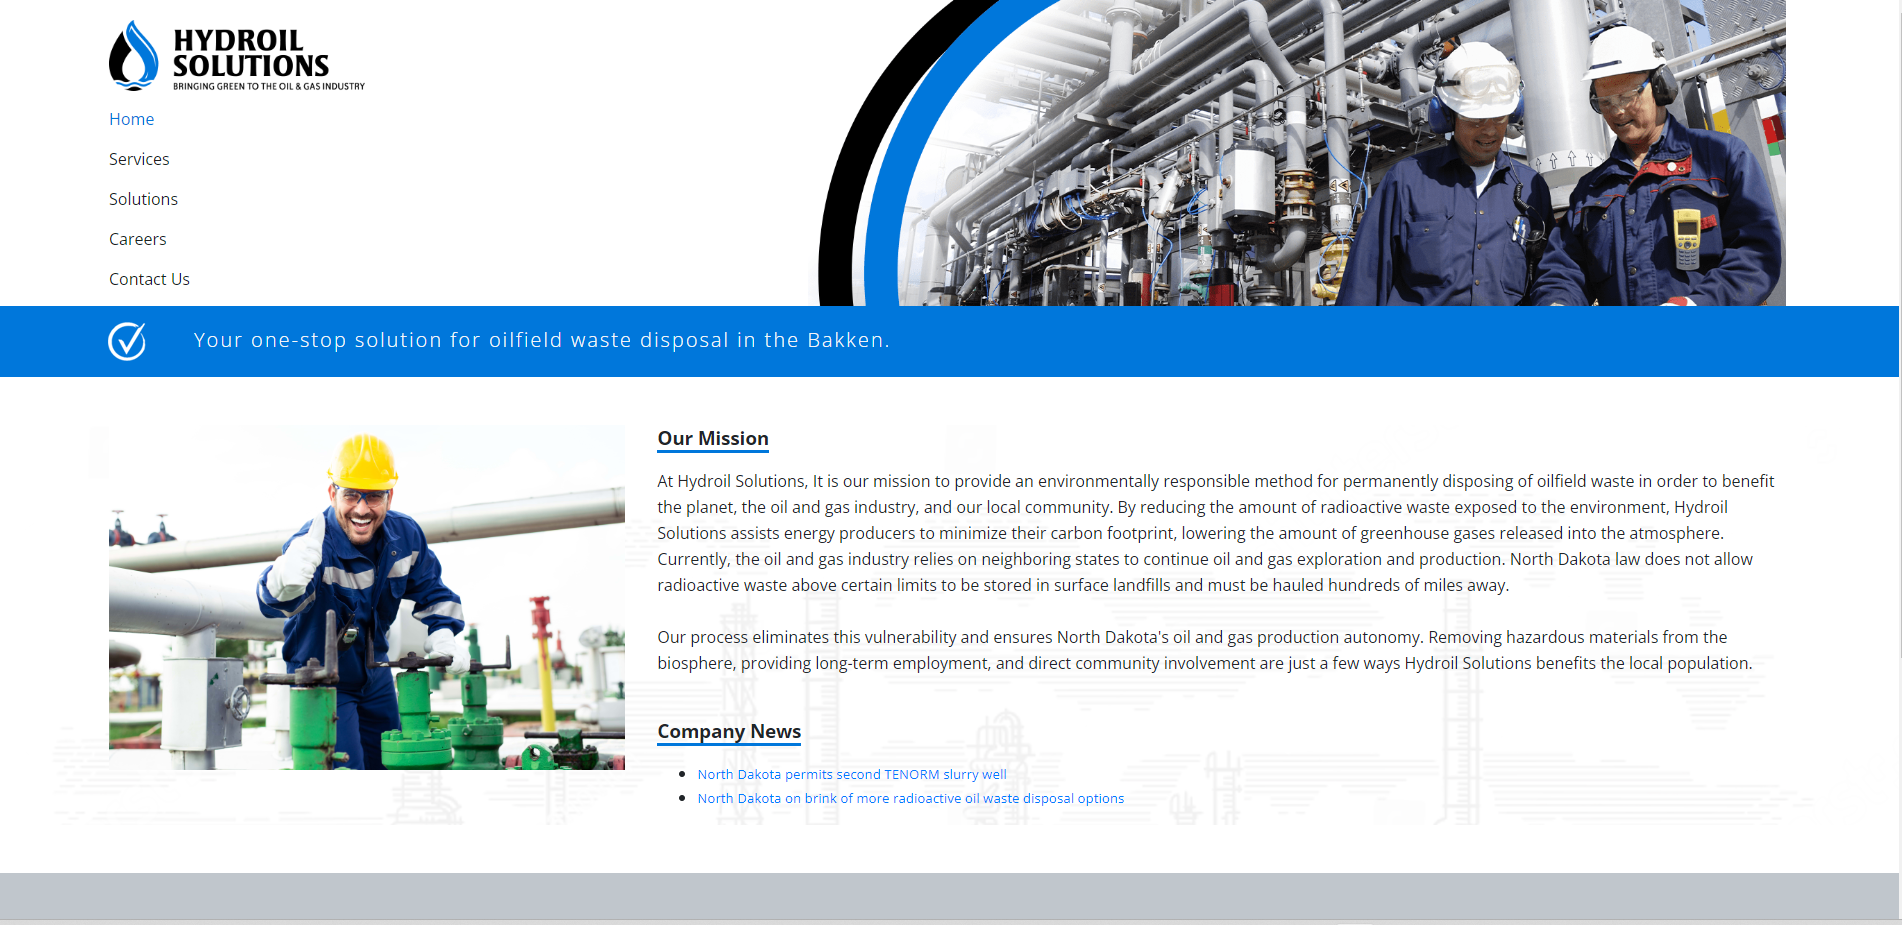 HYDROIL
SOLUTIONS
BRINGING GREEN TO THE OIL & GAS INDUSTRY
Home
Services
Solutions
Careers
Contact Us
Your one-stop solution for oilfield waste disposal in the Bakken.
Our Mission
At Hydroil Solutions, It is our mission to provide an environmentally responsible method for permanently disposing of oilfield waste in order to benefit
the planet, the oil and gas industry, and our local community. By reducing the amount of radioactive waste exposed to the environment, Hydroil
Solutions assists energy producers to minimize their carbon footprint, lowering the amount of greenhouse gases released into the atmosphere.
Currently, the oil and gas industry relies on neighboring states to continue oil and gas exploration and production. North Dakota law does not allow
radioactive waste above certain limits to be stored in surface landfills and must be hauled hundreds of miles away.
Our process eliminates this vulnerability and ensures North Dakota's oil and gas production autonomy. Removing hazardous materials from the
biosphere, providing long-term employment, and direct community involvement are just a few ways Hydroil Solutions benefits the local population.
Company News
North Dakota permits second TENORM slurry well
North Dakota on brink of more radioactive oil waste disposal options